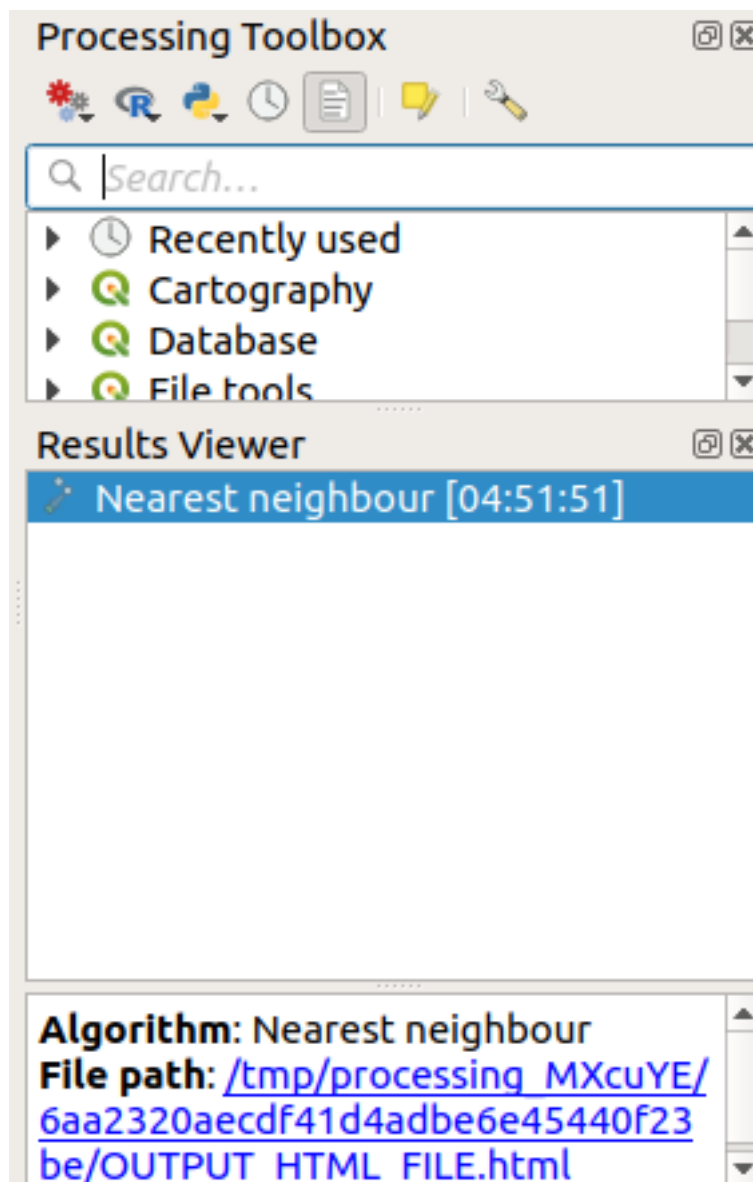 Processing Toolbox
Search...
Recently used
Cartography
Database
File tools
Results Viewer
Nearest neighbour [04:51:51]
Algorithm: Nearest neighbour
File path: /tmp/processing_MXcuYE/
6aa2320aecdf41d4adbe6e45440f23
be/OUTPUT_HTML_FILE.html